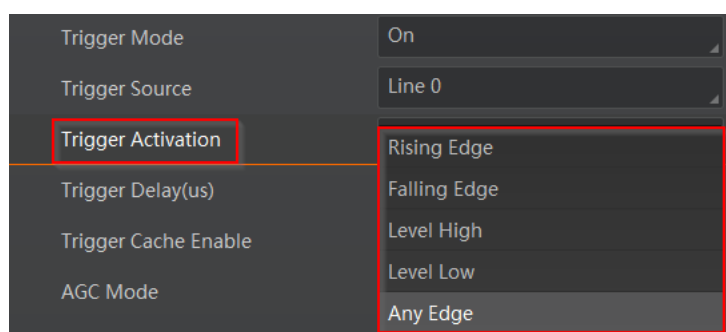 Trigger Mode On
Trigger Source Line 0
Trigger Activation
Rising Edge
Trigger Delay(us) Falling Edge
Trigger Cache Enable Level High
Level Low
AGC Mode
Any Edge